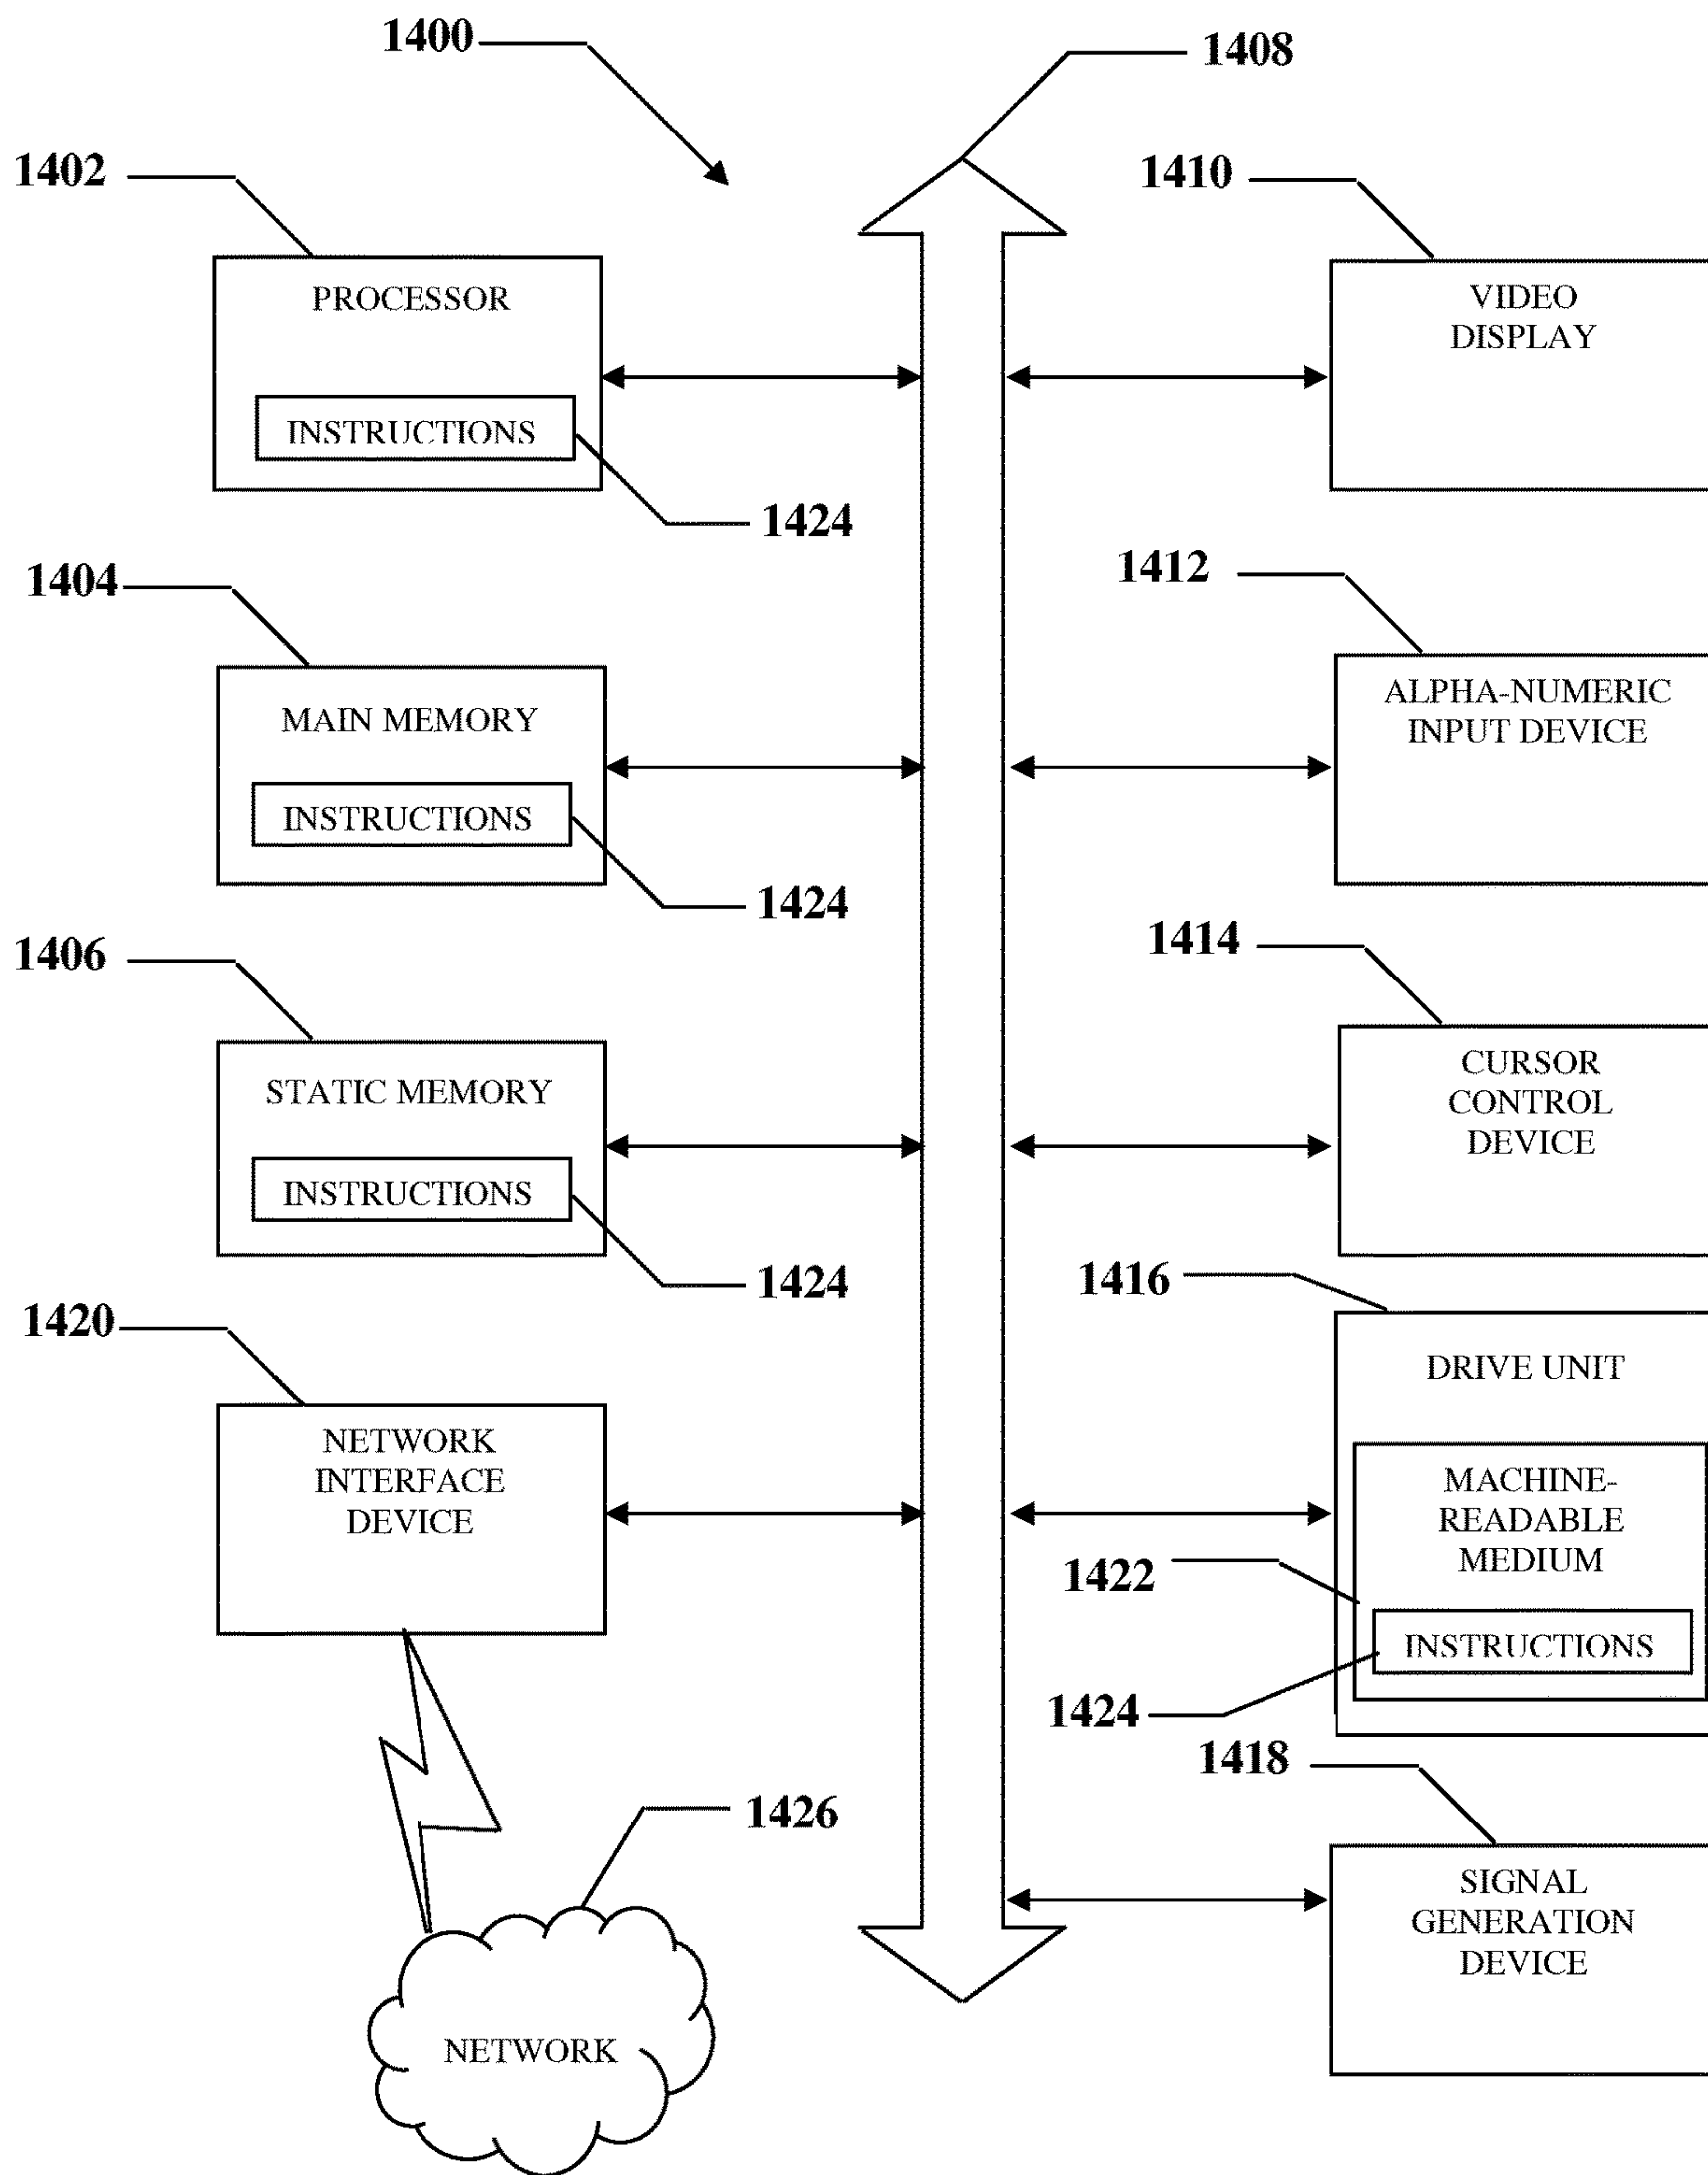 1400
1408
1402
1410
PROCESSOR
INSTRUCTIONS
1424
VIDEO
DISPLAY
1404
1412
MAIN MEMORY
INSTRUCTIONS
1424
ALPHA-NUMERIC
INPUT DEVICE
1406
1414
STATIC MEMORY
INSTRUCTIONS
1424
CURSOR
CONTROL
DEVICE
1420
1416
NETWORK
INTERFACE
DEVICE
DRIVE UNIT
MACHINE-
READABLE
MEDIUM
1422
INSTRUCTIONS
1424
1426
NETWORK
1418
SIGNAL
GENERATION
DEVICE